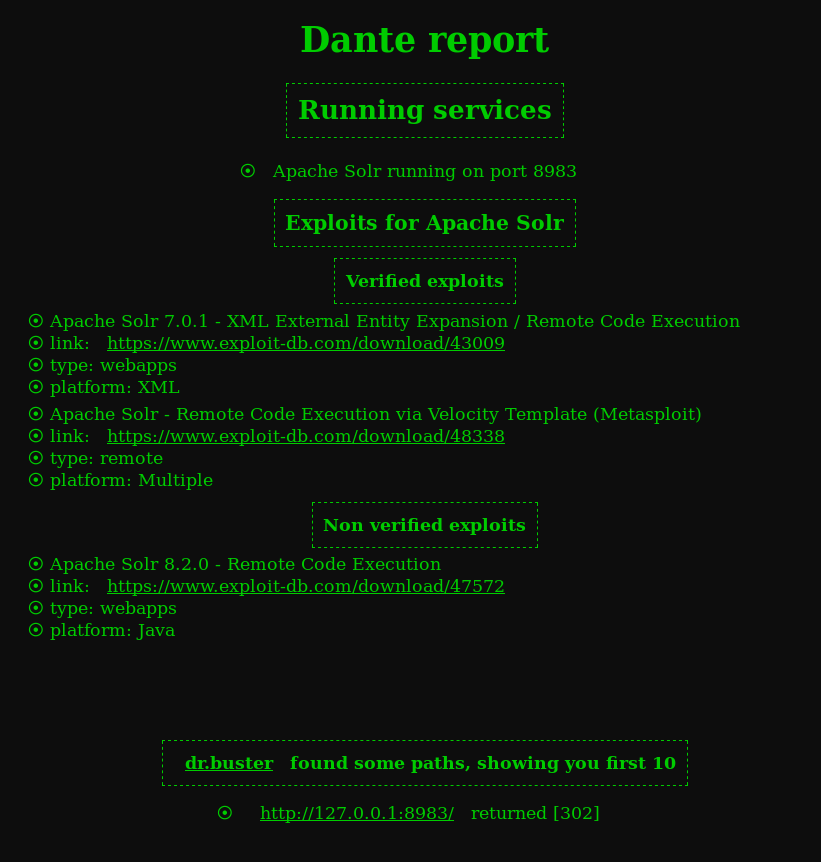 Dante report
Running services
Apache Solr running on port 8983
Exploits for Apache Solr
Verified exploits
Apache Solr 7.0.1 - XML External Entity Expansion / Remote Code Execution
link: https://www.exploit-db.com/download/43009
type: webapps
platform: XML
Apache Solr - Remote Code Execution via Velocity Template (Metasploit)
link: https://www.exploit-db.com/download/48338
type: remote
platform: Multiple
Non verified exploits
Apache Solr 8.2.0 - Remote Code Execution
link: https://www.exploit-db.com/download/47572
type: webapps
platform: Java
dr.buster found some paths, showing you first 10
http://127.0.0.1:8983/ returned [302]